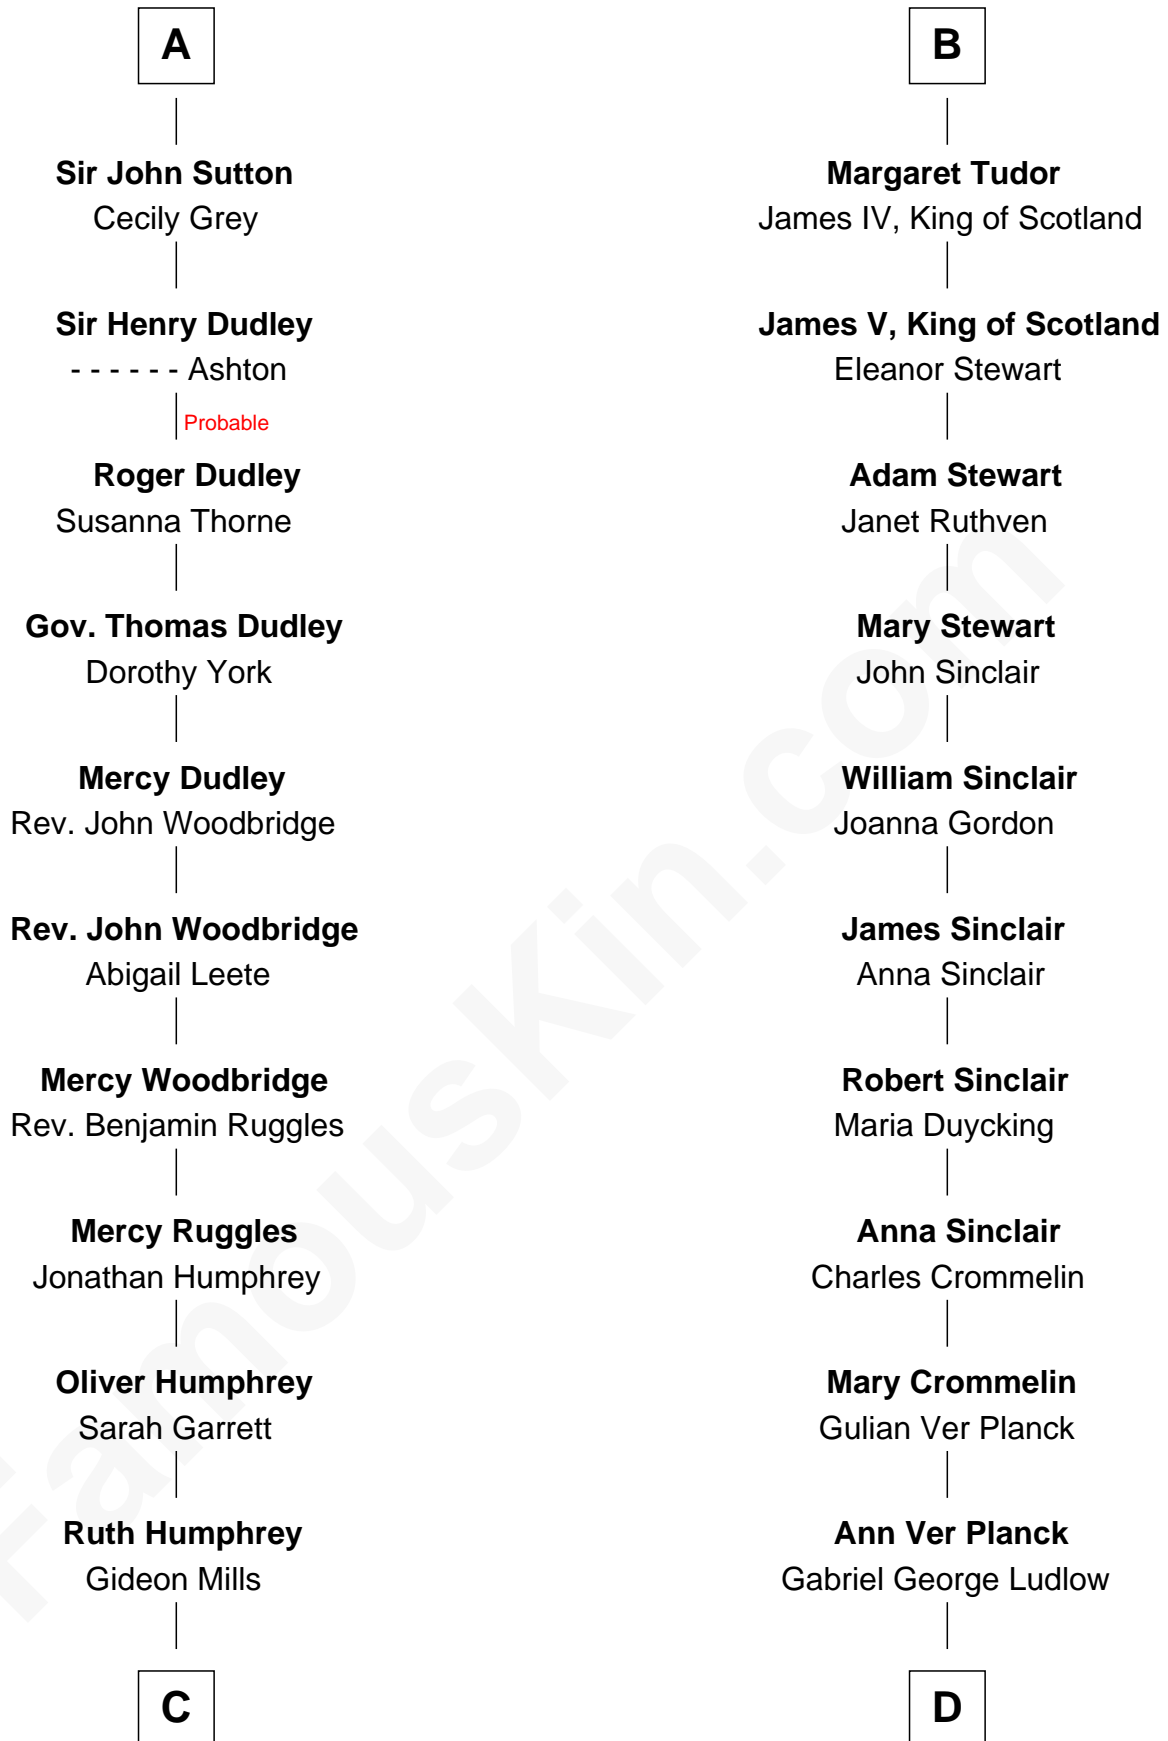 A
Sir John Sutton
Cecily Grey
Sir Henry Dudley
- - - - - - Ashton
Probable
Roger Dudley
Susanna Thorne
Gov. Thomas Dudley
Dorothy York
Mercy Dudley
Rev. John Woodbridge
Rev. John Woodbridge
Abigail Leete
Mercy Woodbridge
Rev. Benjamin Ruggles
Mercy Ruggles
Jonathan Humphrey
Oliver Humphrey
Sarah Garrett
Ruth Humphrey
Gideon Mills
C
B
Margaret Tudor
James IV, King of Scotland
James V, King of Scotland
Eleanor Stewart
Adam Stewart
Janet Ruthven
Mary Stewart
John Sinclair
William Sinclair
Joanna Gordon
James Sinclair
Anna Sinclair
Robert Sinclair
Maria Duycking
Anna Sinclair
Charles Crommelin
Mary Crommelin
Gulian Ver Planck
Ann Ver Planck
Gabriel George Ludlow
D
FamousKin.com